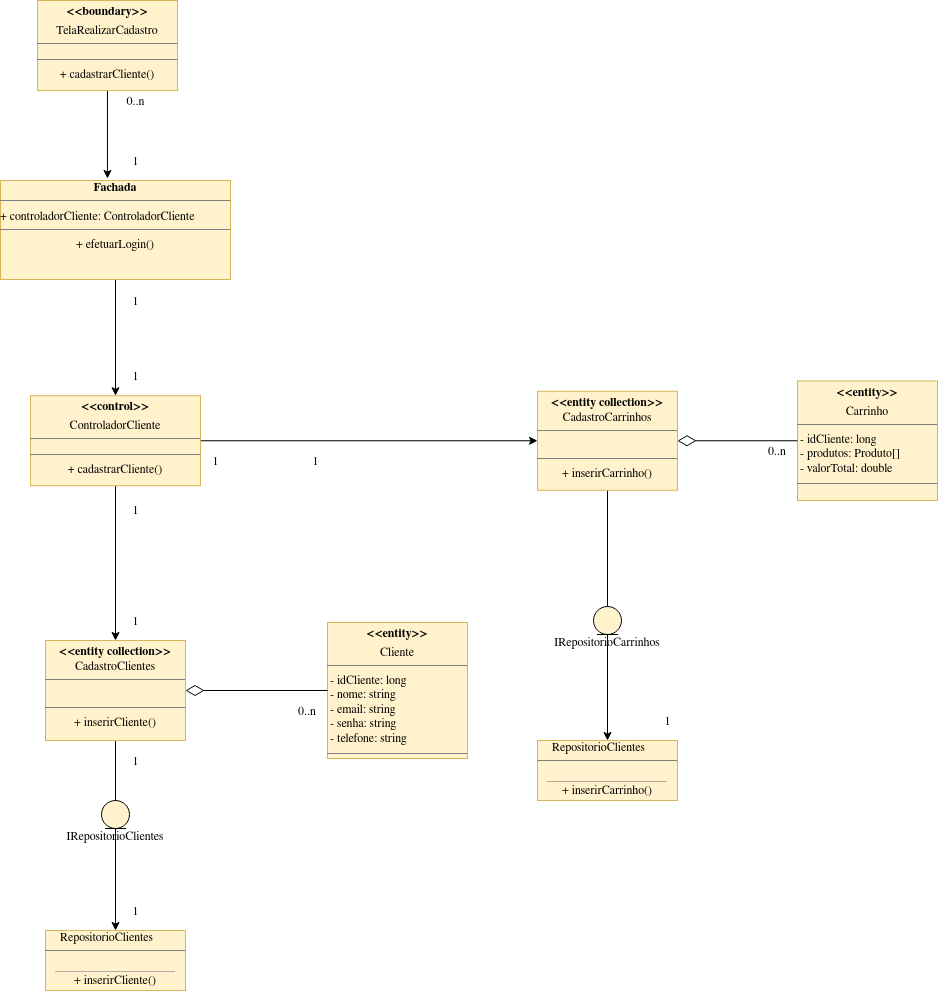 <<boundary>>
TelaRealizarCadastro
+ cadastrarCliente()
0..n
1
Fachada
+ controladorCliente: ControladorCliente
+ efetuarLogin()
1
1
<<control>>
ControladorCliente
+ cadastrarCliente()
1
1
<<entity collection>>
CadastroCarrinhos
+ inserirCarrinho()
0..n
<<entity>>
Carrinho
- idCliente: long
- produtos: Produto[]
- valorTotal: double
1
1
<<entity collection>>
CadastroClientes
+ inserirCliente()
0..n
<<entity>>
Cliente
- idCliente: long
- nome: string
- email: string
- senha: string
- telefone: string
IRepositorioCarrinhos
1
RepositorioClientes
+ inserirCarrinho()
1
IRepositorioClientes
1
RepositorioClientes
+ inserirCliente()